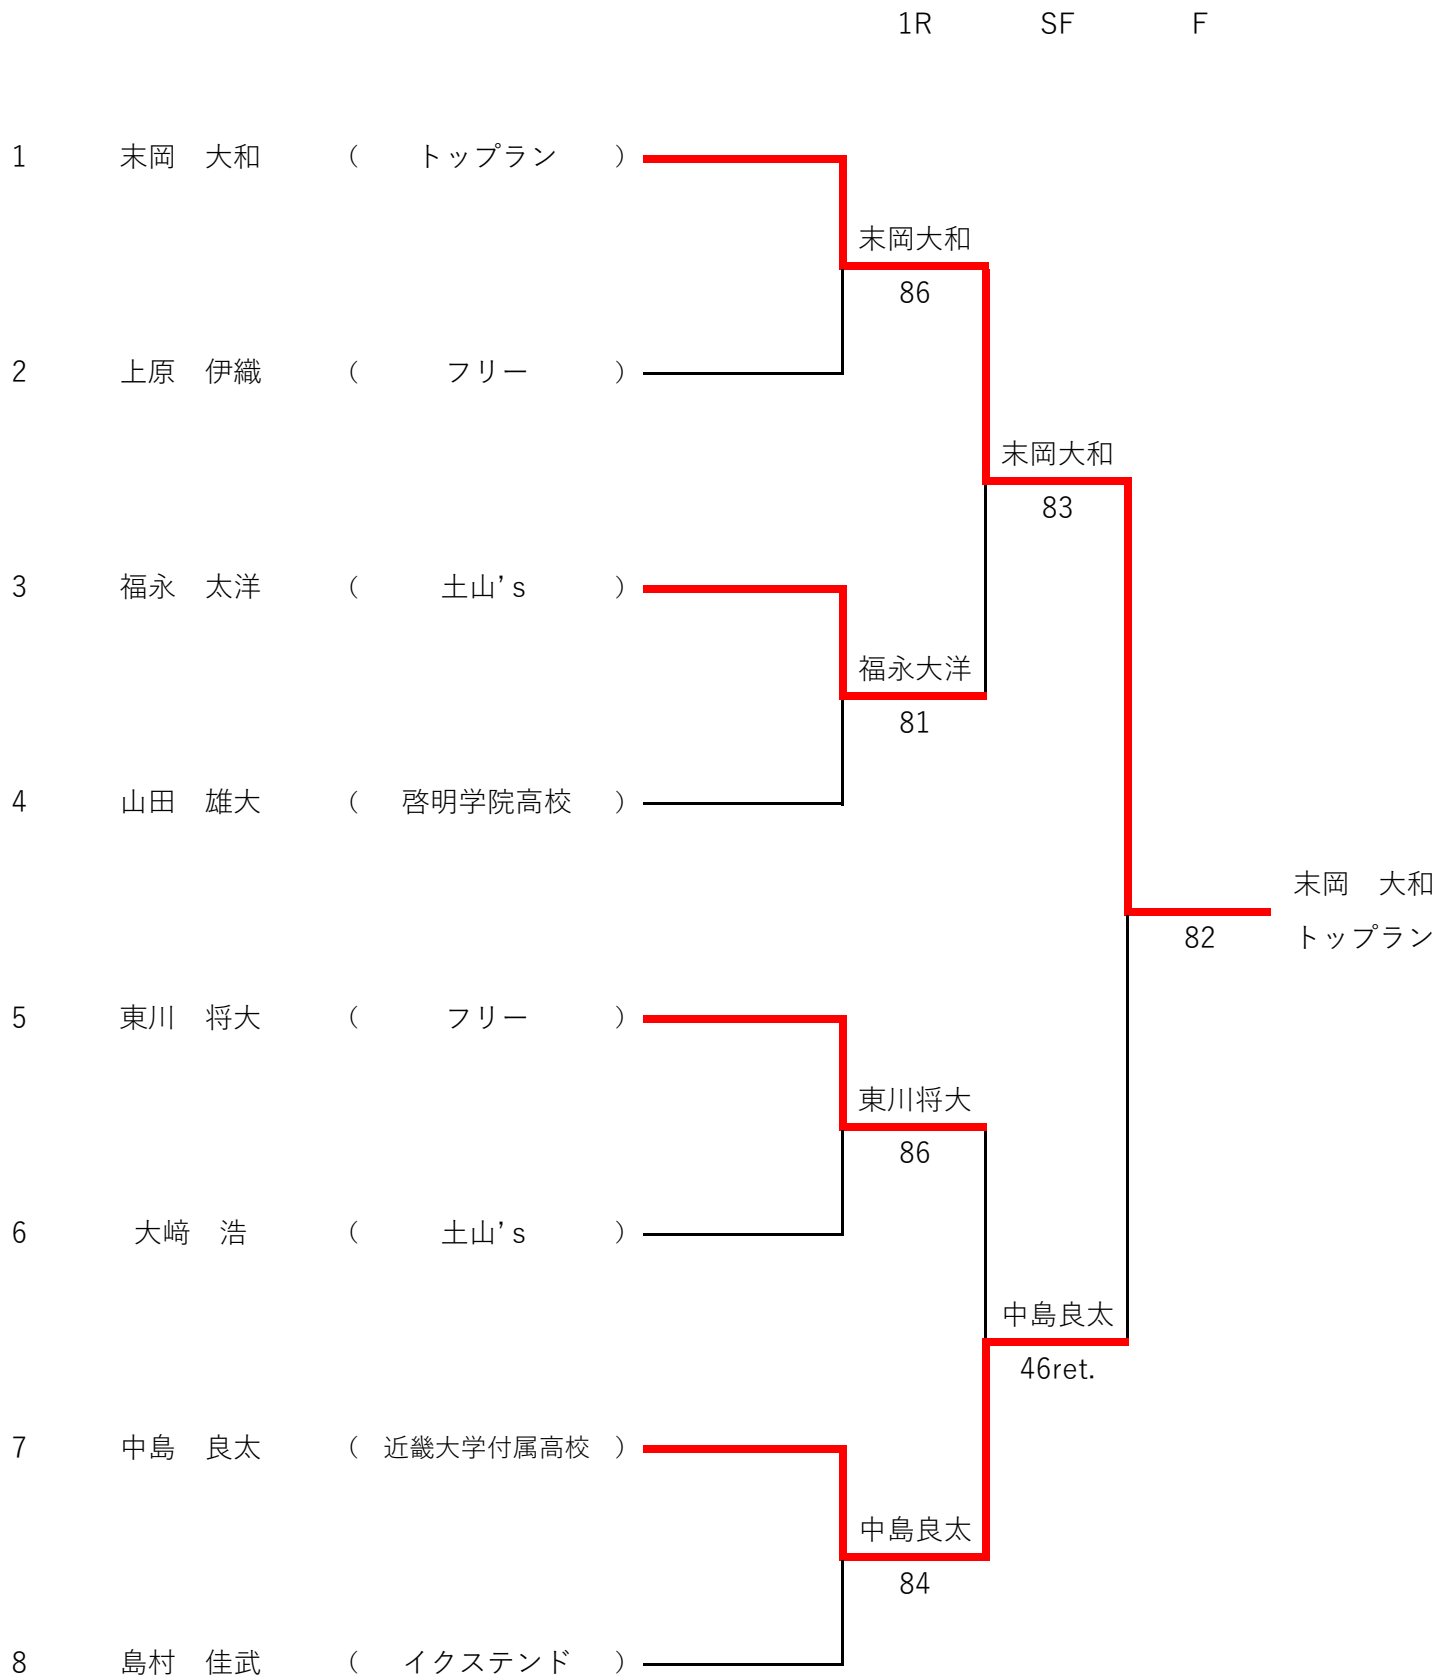 1R SF F
1 末岡 大和 ( トップラン )
末岡大和
86
2 上原 伊織 ( フリー )
末岡大和
83
3 福永 太洋 ( 土山’s )
福永大洋
81
4 山田 雄大 ( 啓明学院高校 )
末岡 大和
82 トップラン
5 東川 将大 ( フリー )
東川将大
86
6 大﨑 浩 ( 土山’s )
中島良太
46ret.
7 中島 良太 ( 近畿大学付属高校 )
中島良太
84
8 島村 佳武 ( イクステンド )